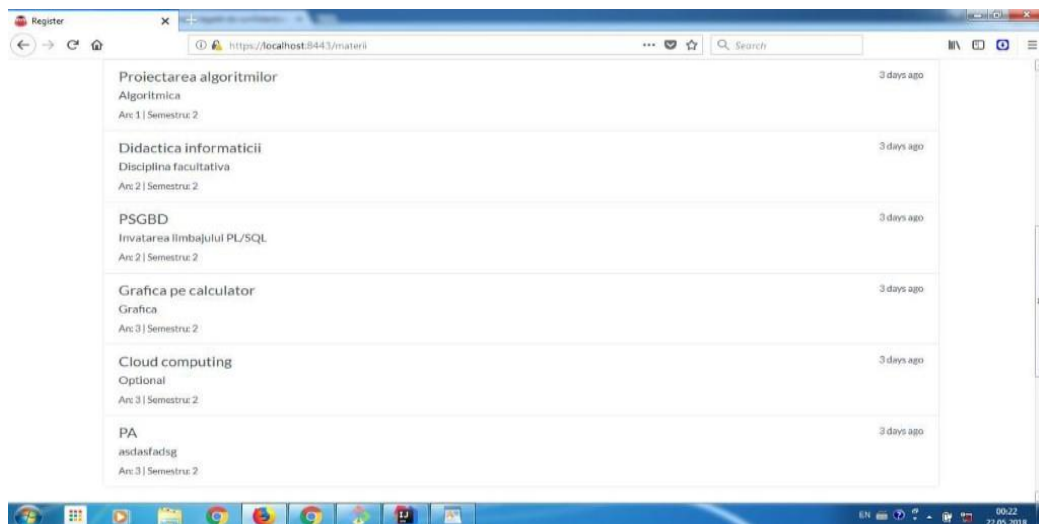 Register
https://localhost:8443/materii
Search
Proiectarea algoritmilor
3 days ago
Algoritmica
An: 1 | Semestru: 2
Didactica informaticii
3 days ago
Disciplina facultativa
An: 2 | Semestru: 2
PSGBD
3 days ago
Invatarea limbajului PL/SQL
An: 2 | Semestru: 2
Grafica pe calculator
3 days ago
Grafica
An: 3 | Semestru: 2
Cloud computing
3 days ago
Optional
An: 3 | Semestru: 2
PA
3 days ago
asdasfadsg
An: 3 | Semestru: 2
EN
00:22
22.05.2018